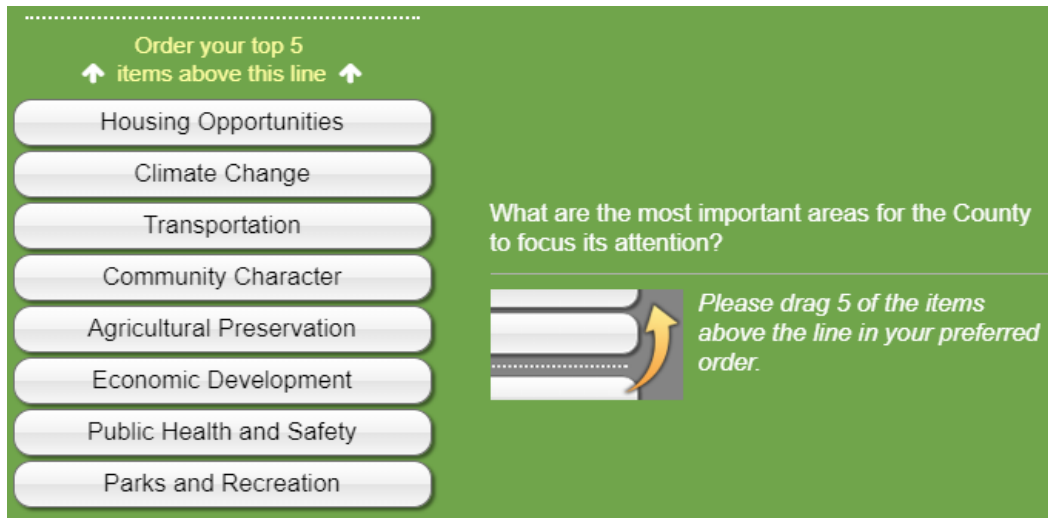 Order your top 5
items above this line
Housing Opportunities
Climate Change
Transportation
Community Character
Agricultural Preservation
Economic Development
Public Health and Safety
Parks and Recreation
What are the most important areas for the County
to focus its attention?
Please drag 5 of the items
above the line in your preferred
order.